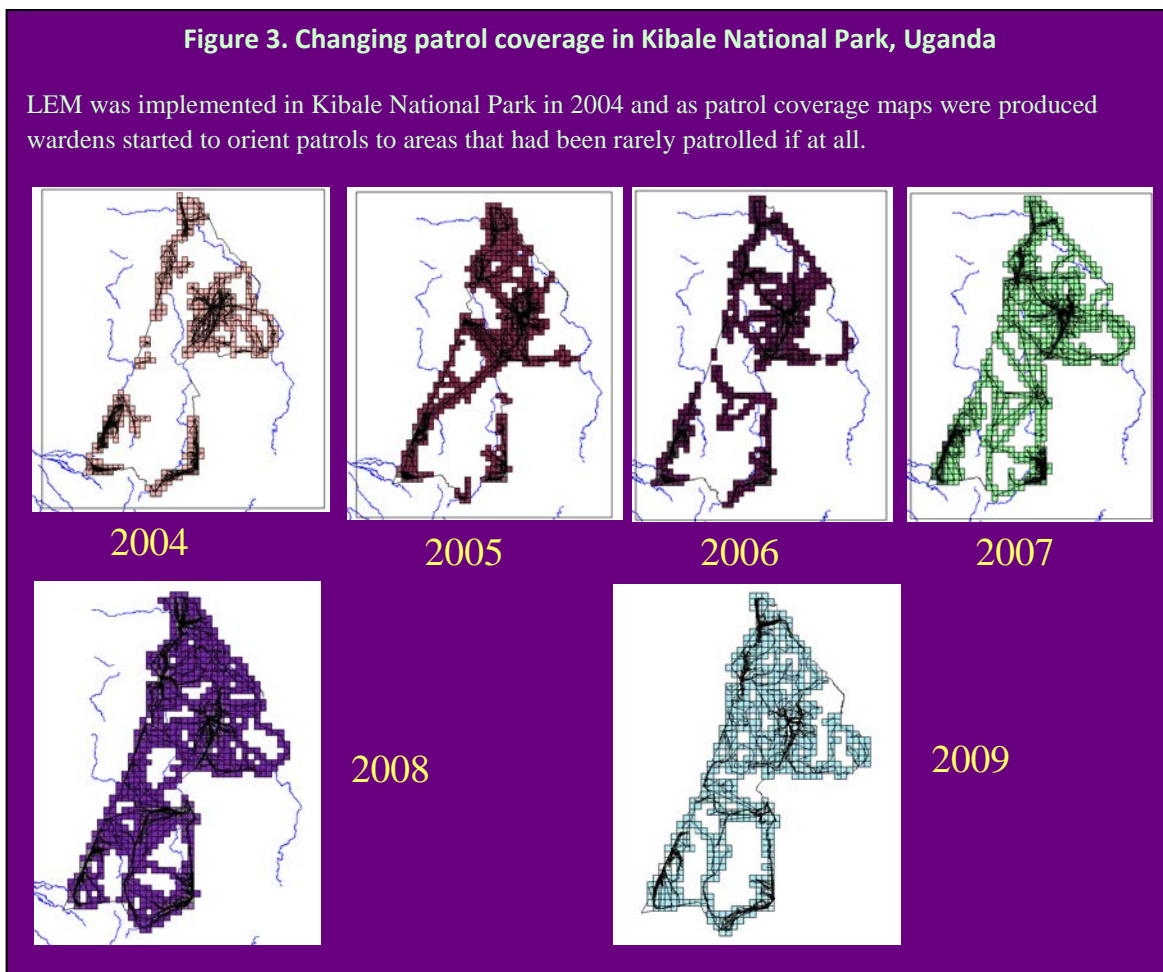 Figure 3. Changing patrol coverage in Kibale National Park, Uganda
LEM was implemented in Kibale National Park in 2004 and as patrol coverage maps were produced
wardens started to orient patrols to areas that had been rarely patrolled if at all.
2004
2005
2006
2007
2008
2009